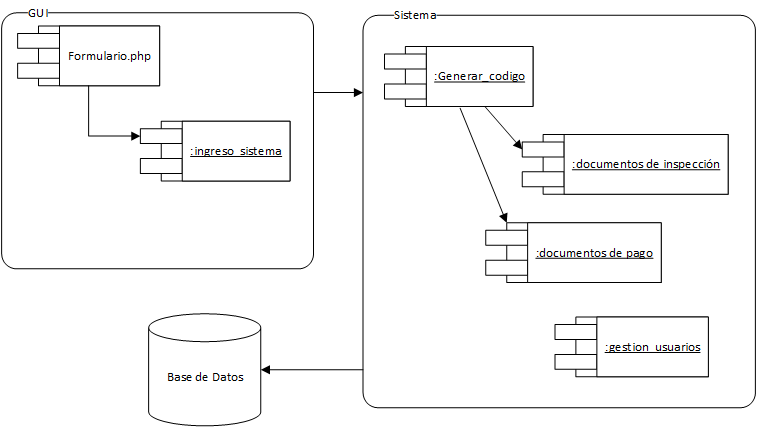 GUI
Formulario.php
:ingreso_sistema
Sistema
:Generar_codigo
:documentos de inspección
:documentos de pago
:gestion_usuarios
Base de Datos